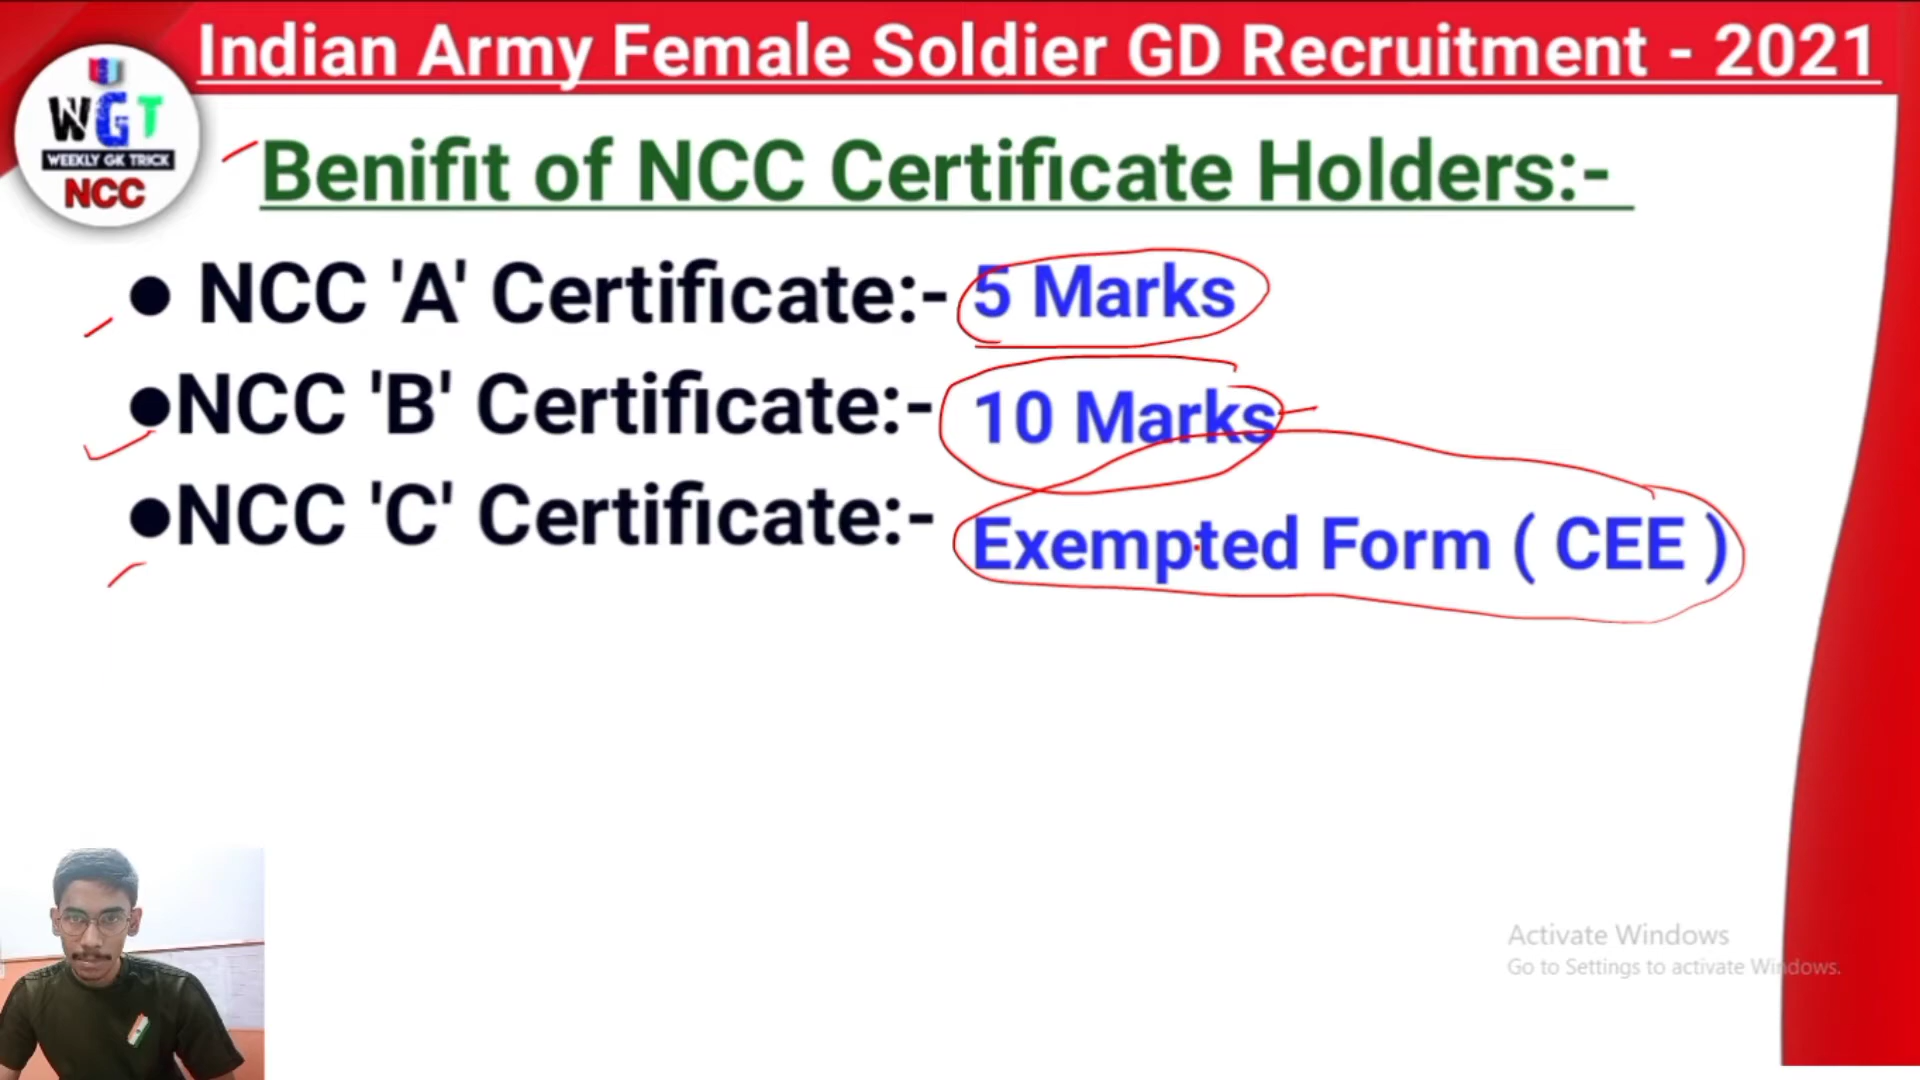 Indian Army Female Soldier GD Recruitment - 2021
WGT
WEEKLY GK TRICK
NCC
Benifit of NCC Certificate Holders:-
● NCC 'A' Certificate:- 5 Marks
●NCC 'B' Certificate:- 10 Marks
●NCC 'C' Certificate:- Exempted Form ( CEE )
Activate Windows
Go to Settings to activate Windows.